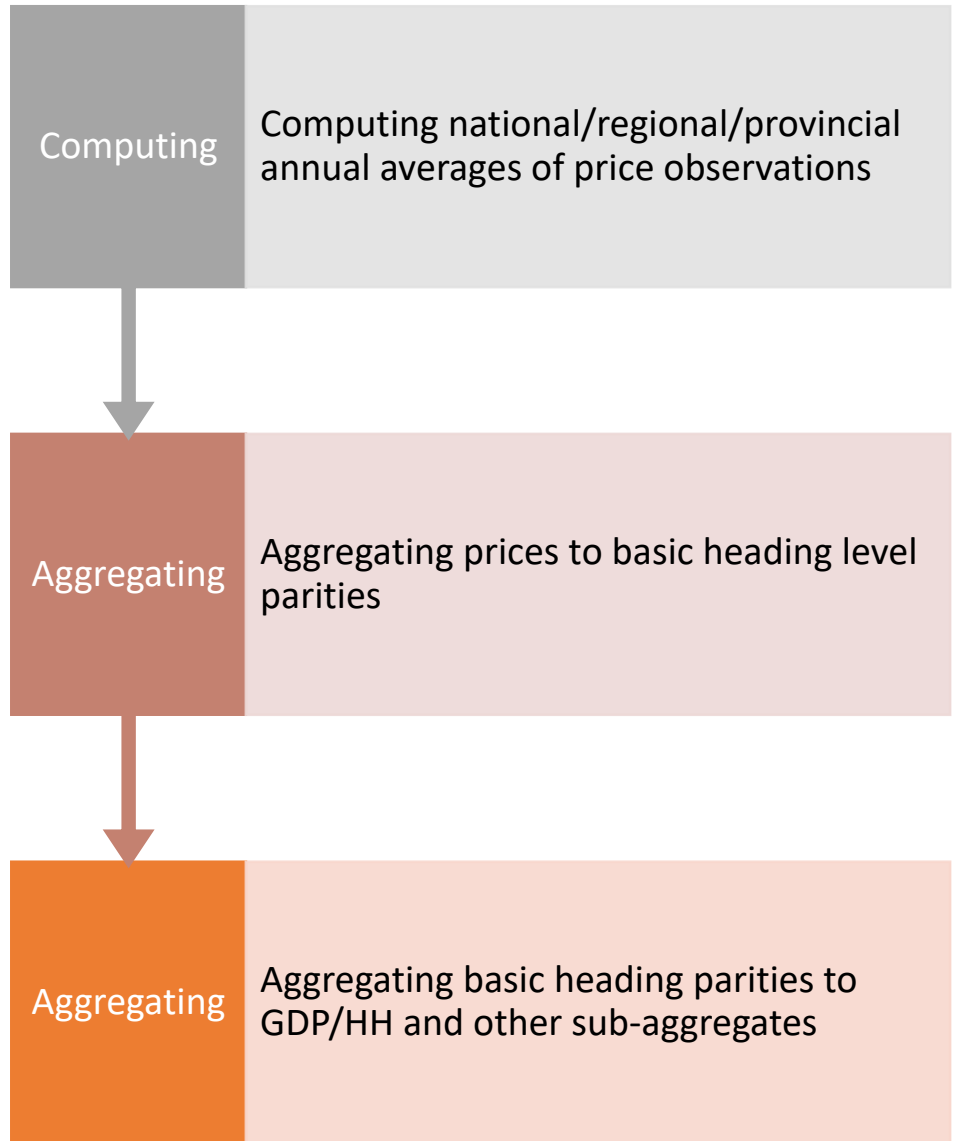 Computing
Computing national/regional/provincial
annual averages of price observations
Aggregating
Aggregating prices to basic heading level
parities
Aggregating
Aggregating basic heading parities to
GDP/HH and other sub-aggregates